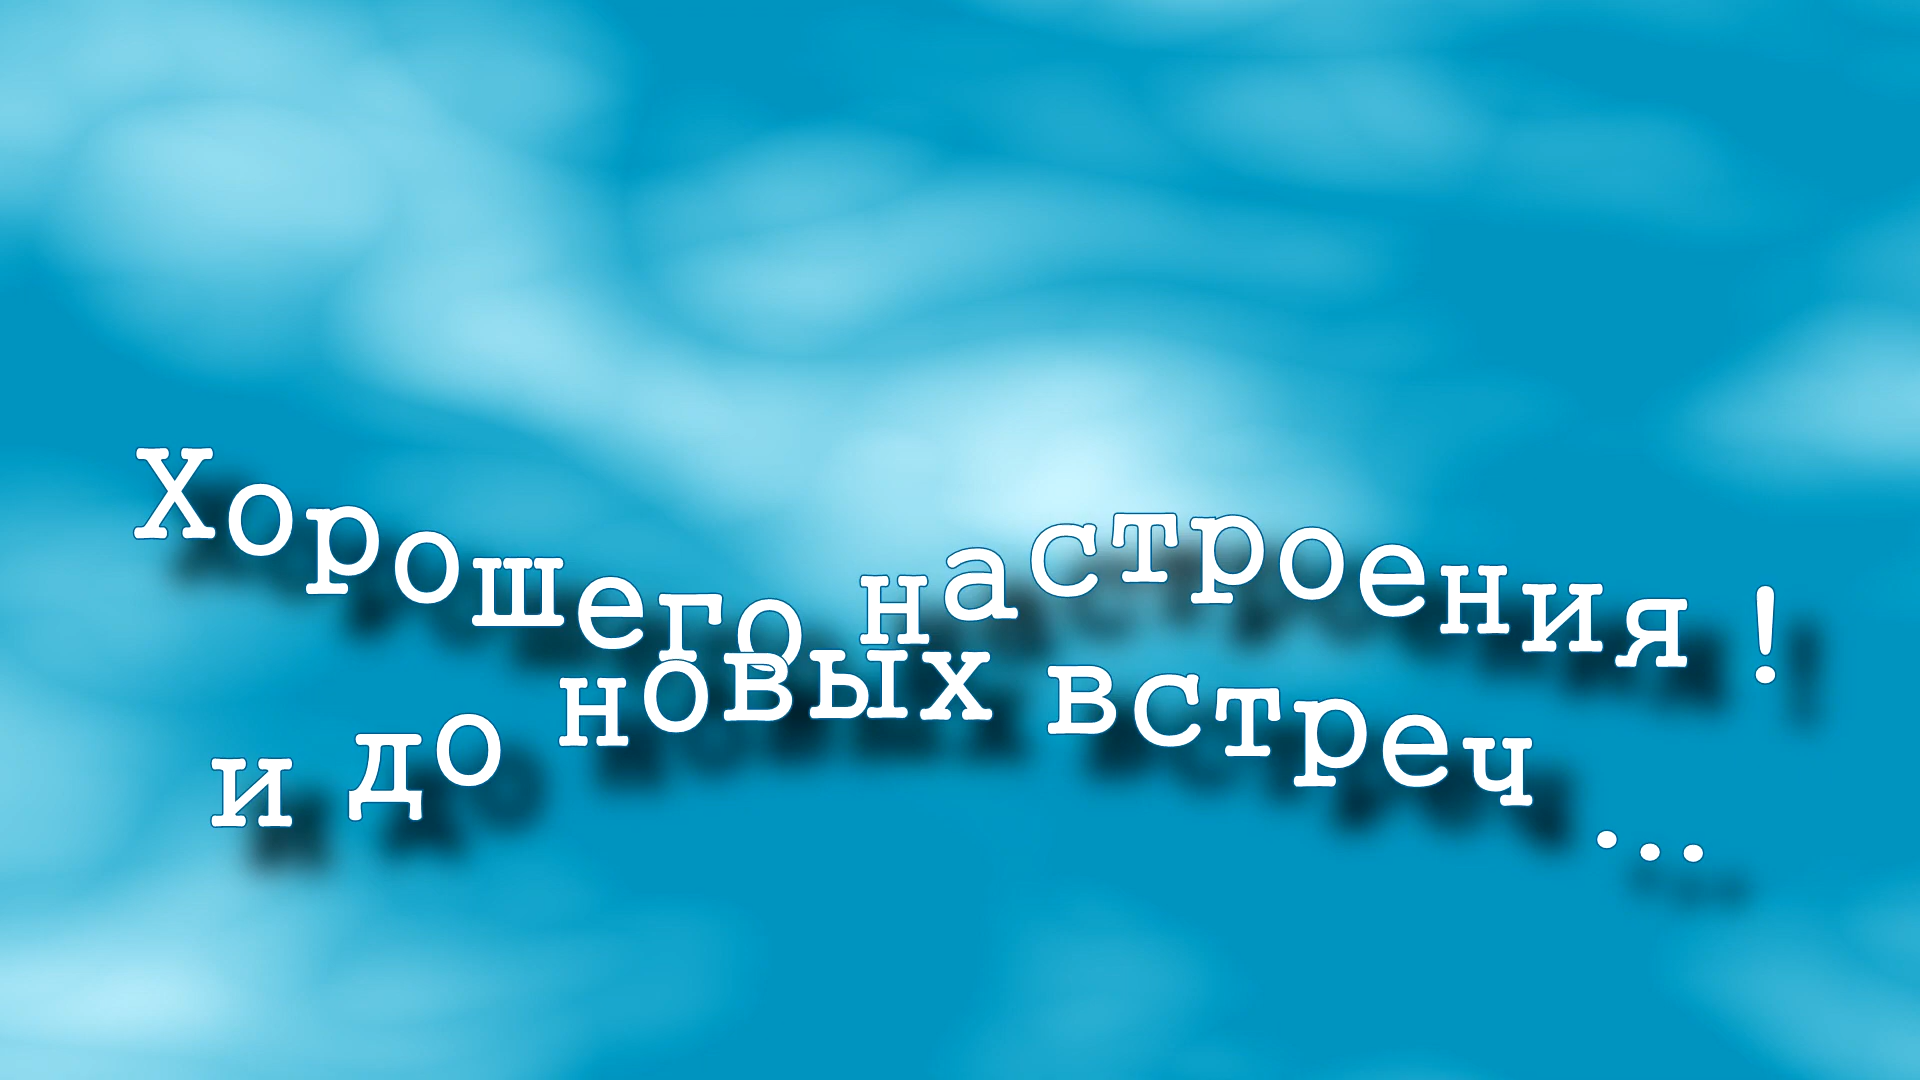 Хорошего настроения !
и до новых встреч ...